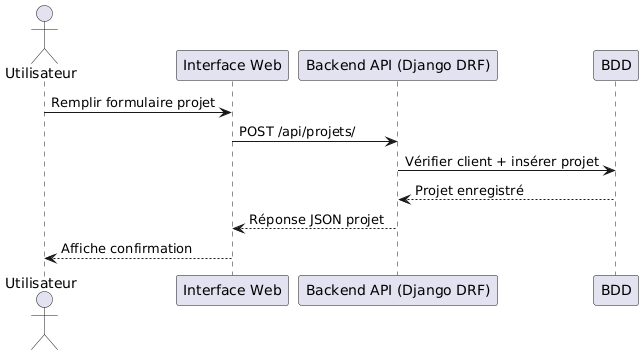 Utilisateur
Interface Web
Backend API (Django DRF)
BDD
Remplir formulaire projet
POST /api/projets/
Vérifier client + insérer projet
Projet enregistré
Réponse JSON projet
Affiche confirmation
Utilisateur
Interface Web
Backend API (Django DRF)
BDD